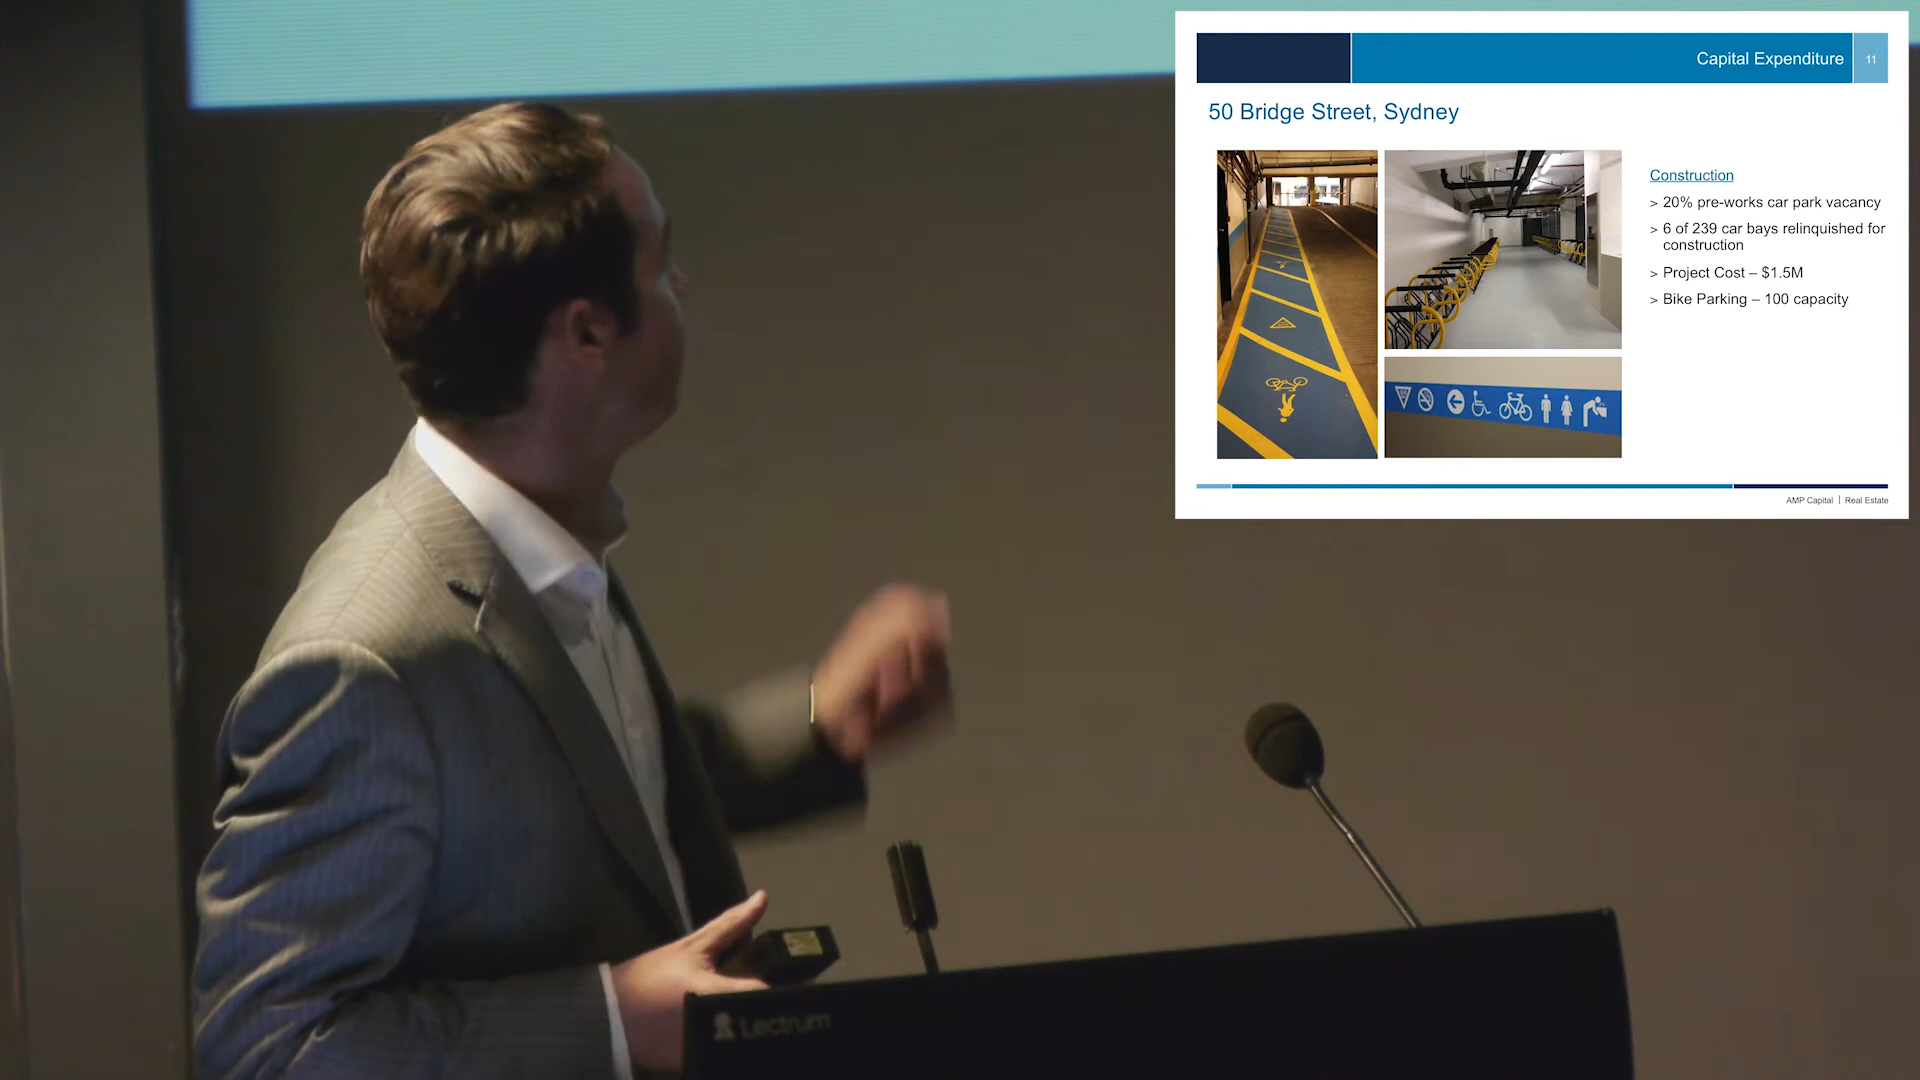 Capital Expenditure 11
50 Bridge Street, Sydney
Construction
> 20% pre-works car park vacancy
> 6 of 239 car bays relinquished for
construction
> Project Cost – $1.5M
> Bike Parking – 100 capacity
AMP Capital | Real Estate
Lectrum